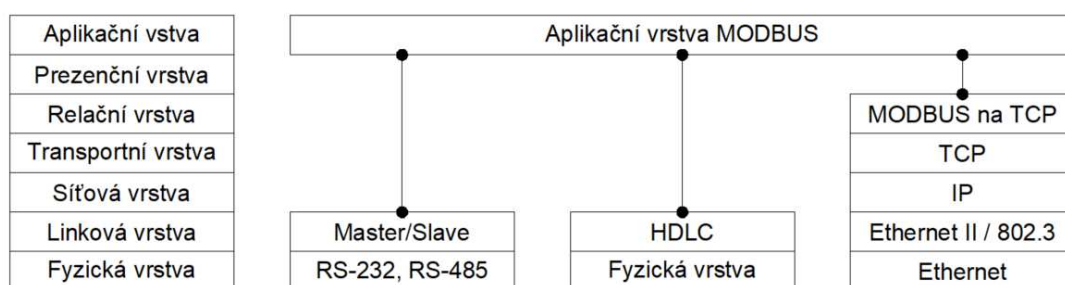 Aplikační vstva
Prezenční vrstva
Relační vrstva
Transportní vrstva
Síťová vrstva
Linková vrstva
Fyzická vrstva
Aplikační vrstva MODBUS
Master/Slave
RS-232, RS-485
HDLC
Fyzická vrstva
MODBUS na TCP
TCP
IP
Ethernet II / 802.3
Ethernet